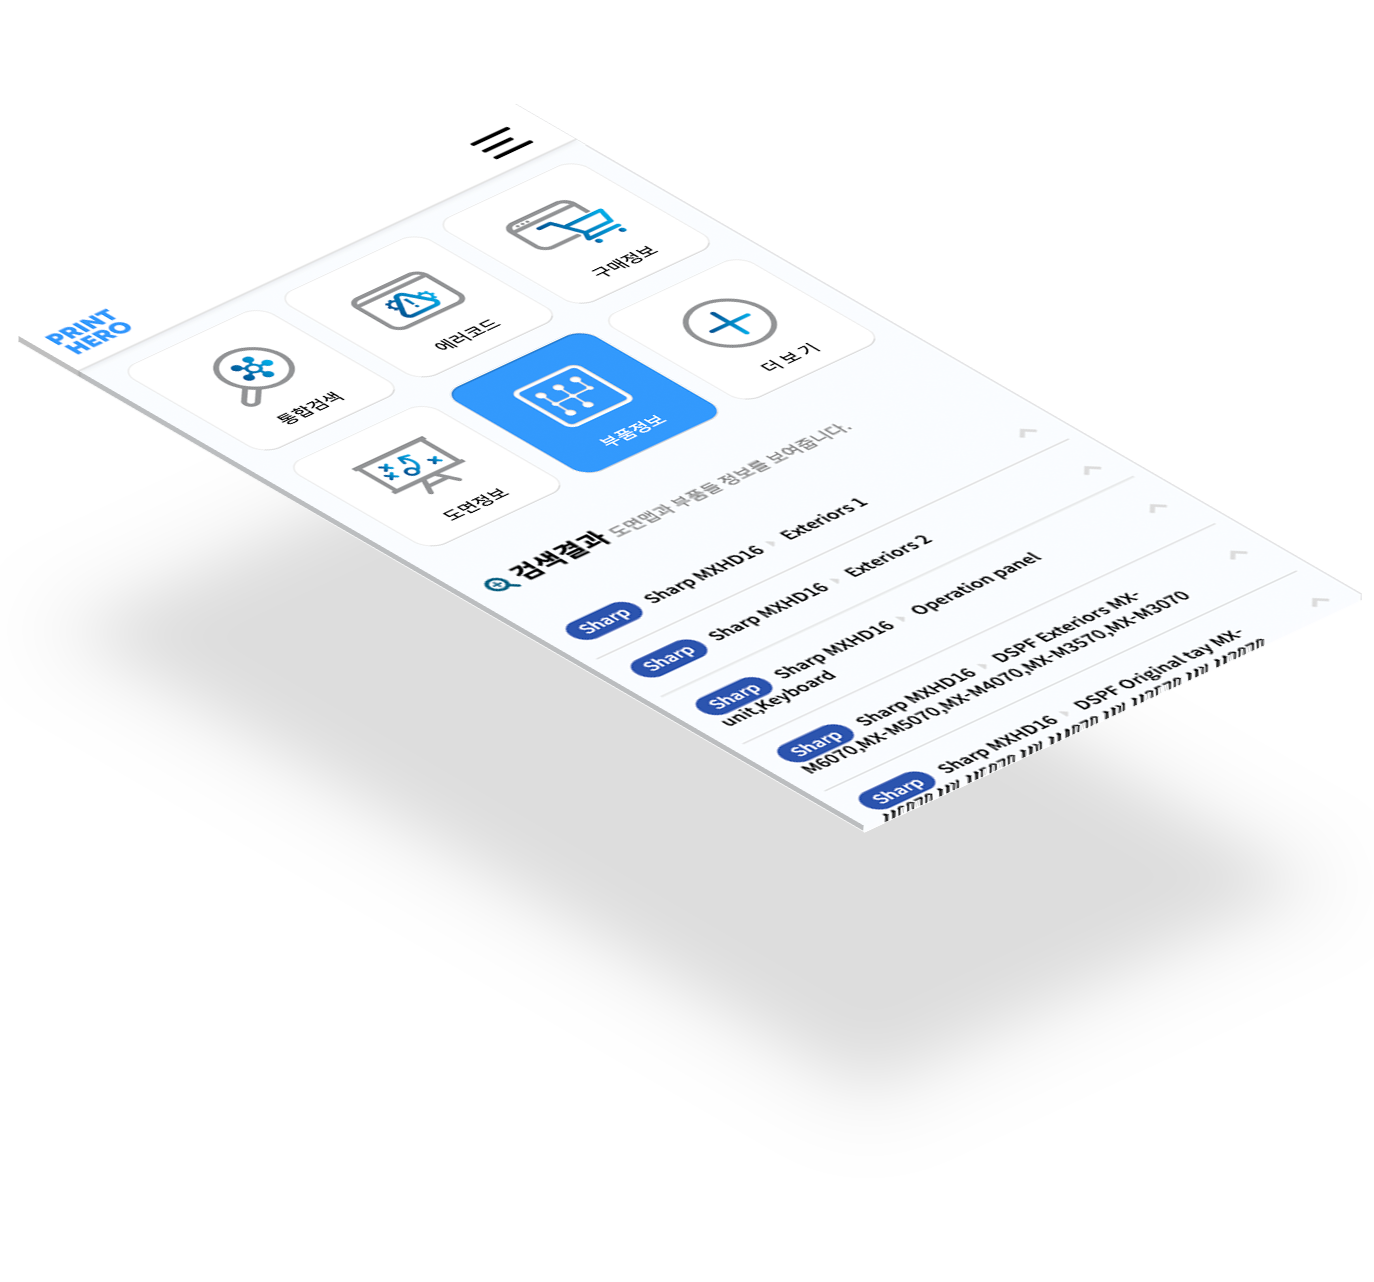 PRINT
HERO
통합검색
에러코드
구매정보
도면정보
부품정보
더 보 기
검색결과 도면맵과 부품들 정보를 보여줍니다.
Sharp Sharp MXHD16 Exteriors 1
Sharp Sharp MXHD16 Exteriors 2
Sharp Sharp MXHD16 Operation panel
unit,Keyboard
Sharp Sharp MXHD16 DSPF Exteriors MX-
M6070,MX-M5070,MX-M4070,MX-M3570,MX-M3070
Sharp Sharp MXHD16 DSPF Original tay MX-